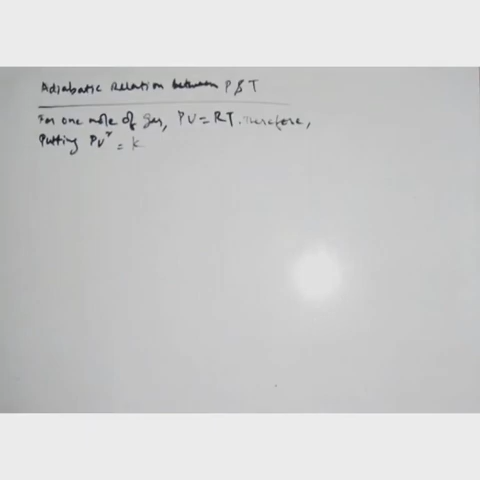 Adiabatic Relation between P & T
For one mole of gas, PV = RT. Therefore,
Putting PV^γ = K